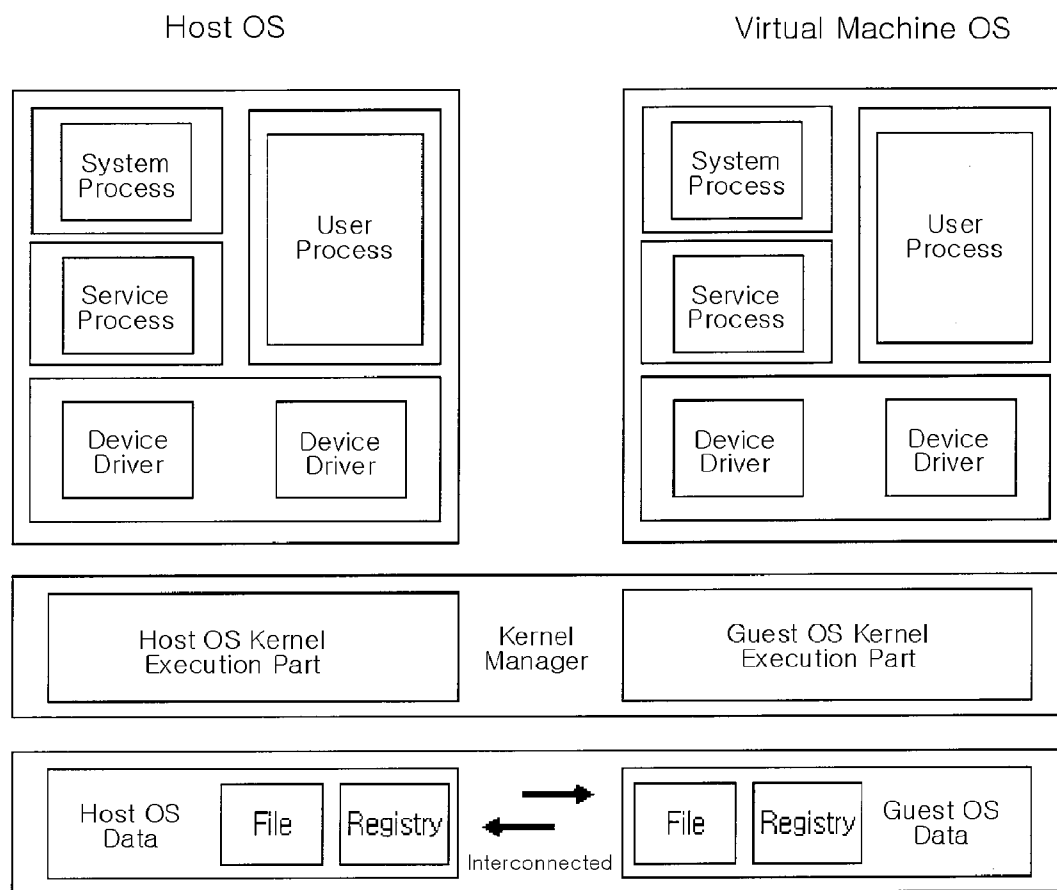 Host OS
Virtual Machine OS
System
Process
User
Process
Service
Process
Device
Driver
Device
Driver
System
Process
User
Process
Service
Process
Device
Driver
Device
Driver
Host OS Kernel
Execution Part
Kernel
Manager
Guest OS Kernel
Execution Part
Host OS
Data
File
Registry
Interconnected
File
Registry
Guest OS
Data